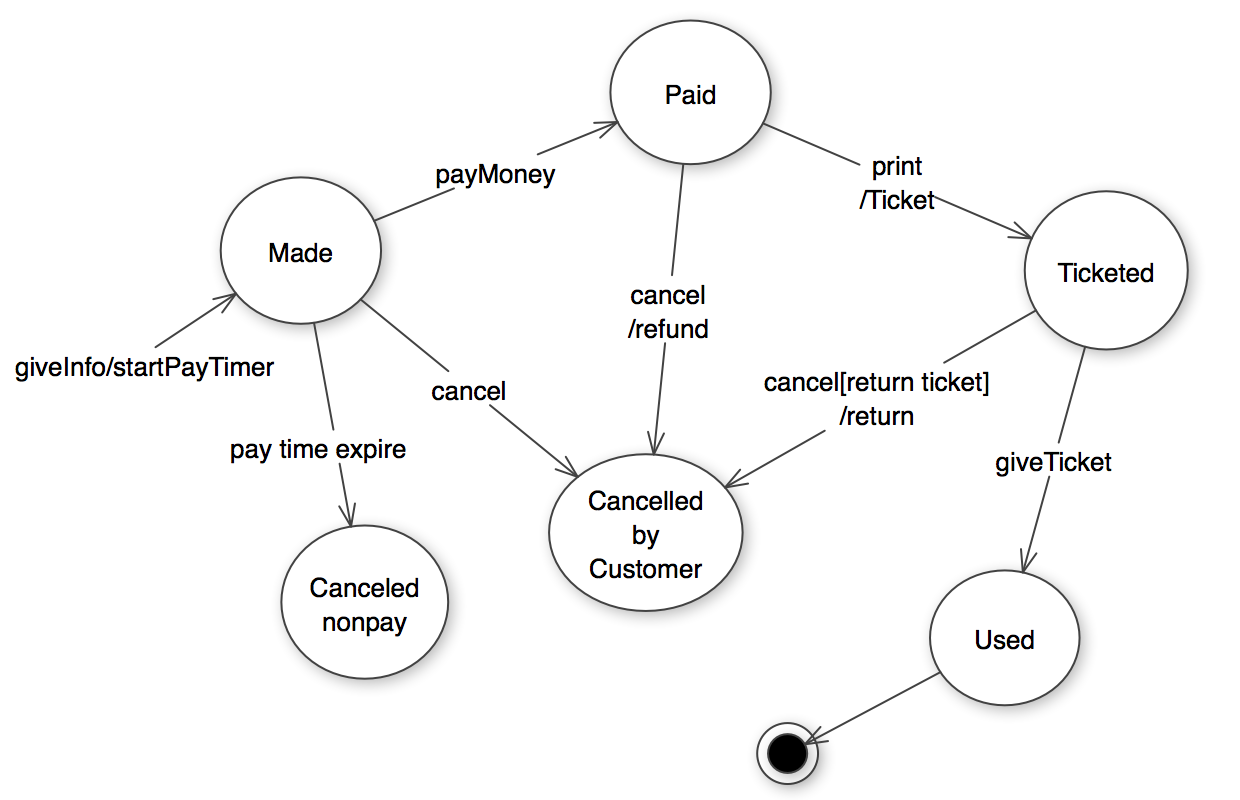 Paid
print
/Ticket
payMoney
Made
Ticketed
cancel
/refund
giveInfo/startPayTimer
cancel
cancel[return ticket]
/return
pay time expire
giveTicket
Cancelled
by
Customer
Canceled
nonpay
Used